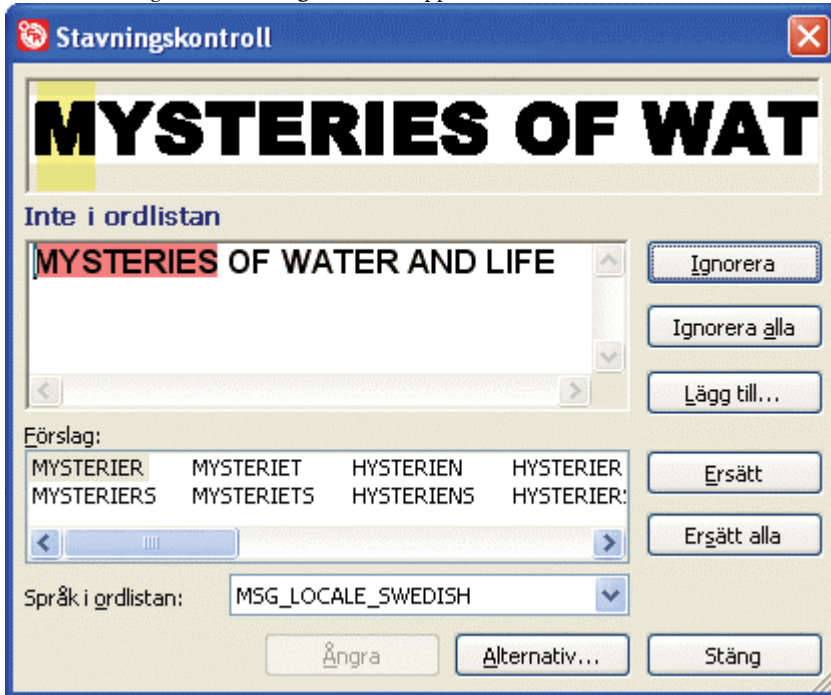 Stavningskontroll
MYSTERIES OF WAT
Inte i ordlistan
MYSTERIES OF WATER AND LIFE
Ignorera
Ignorera alla
Lägg till...
Förslag:
MYSTERIER MYSTERIET HYSTERIEN HYSTERIER
MYSTERIERS MYSTERIETS HYSTERIENS HYSTERIERS
Ersätt
Ersätt alla
Språk i ordlistan: MSG_LOCALE_SWEDISH
Ångra Alternativ... Stäng